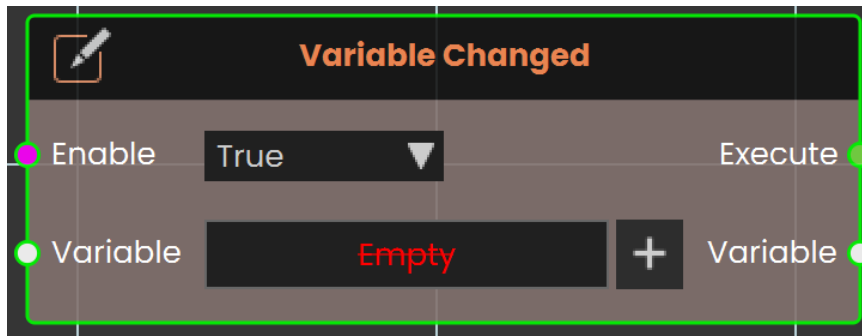 Variable Changed
Enable True Execute
Variable Empty + Variable